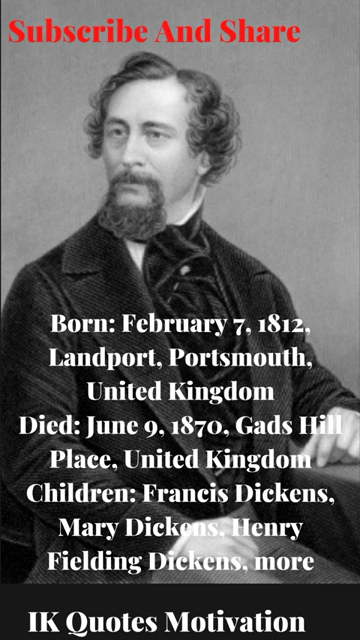 Subscribe And Share
Born: February 7, 1812,
Landport, Portsmouth,
United Kingdom
Died: June 9, 1870, Gads Hill
Place, United Kingdom
Children: Francis Dickens,
Mary Dickens, Henry
Fielding Dickens, more
IK Quotes Motivation